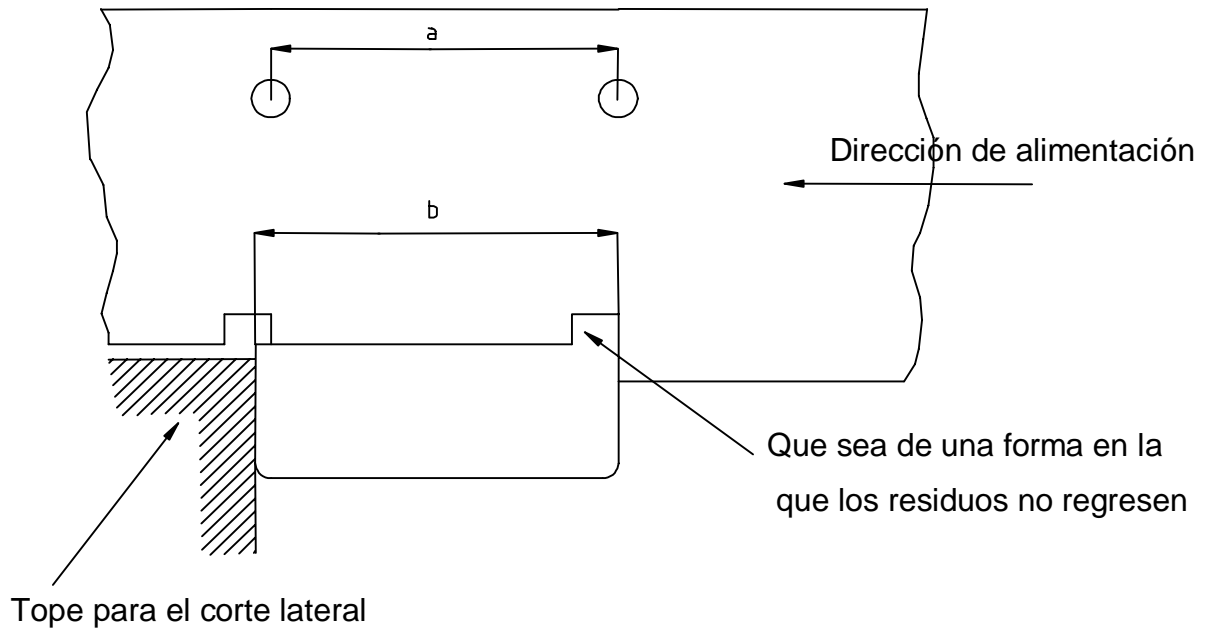 a
Dirección de alimentación
b
Que sea de una forma en la
que los residuos no regresen
Tope para el corte lateral